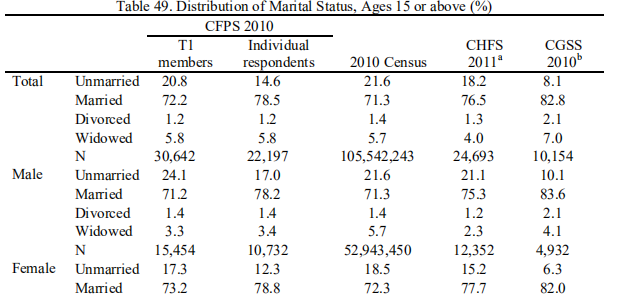 Table 49. Distribution of Marital Status, Ages 15 or above (%)
CFPS 2010
T1 members Individual respondents 2010 Census CHFS 2011a CGSS 2010b
Total Unmarried 20.8 14.6 21.6 18.2 8.1
Married 72.2 78.5 71.3 76.5 82.8
Divorced 1.2 1.2 1.4 1.3 2.1
Widowed 5.8 5.8 5.7 4.0 7.0
N 30,642 22,197 105,542,243 24,693 10,154
Male Unmarried 24.1 17.0 21.6 21.1 10.1
Married 71.2 78.2 71.3 75.3 83.6
Divorced 1.4 1.4 1.4 1.2 2.1
Widowed 3.3 3.4 5.7 2.3 4.1
N 15,454 10,732 52,943,450 12,352 4,932
Female Unmarried 17.3 12.3 18.5 15.2 6.3
Married 73.2 78.8 72.3 77.7 82.0